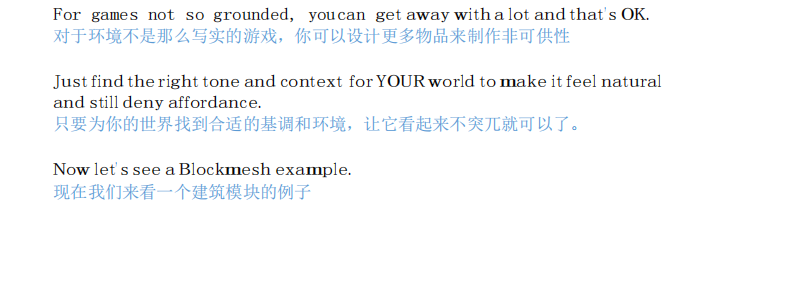 For games not so grounded, you can get away with a lot and that's OK.
对于环境不是那么写实的游戏，你可以设计更多物品来制作非可供性
Just find the right tone and context for YOUR world to make it feel natural
and still deny affordance.
只要为你的世界找到合适的基调和环境，让它看起来不突兀就可以了。
Now let's see a Blockmesh example.
现在我们来看一个建筑模块的例子